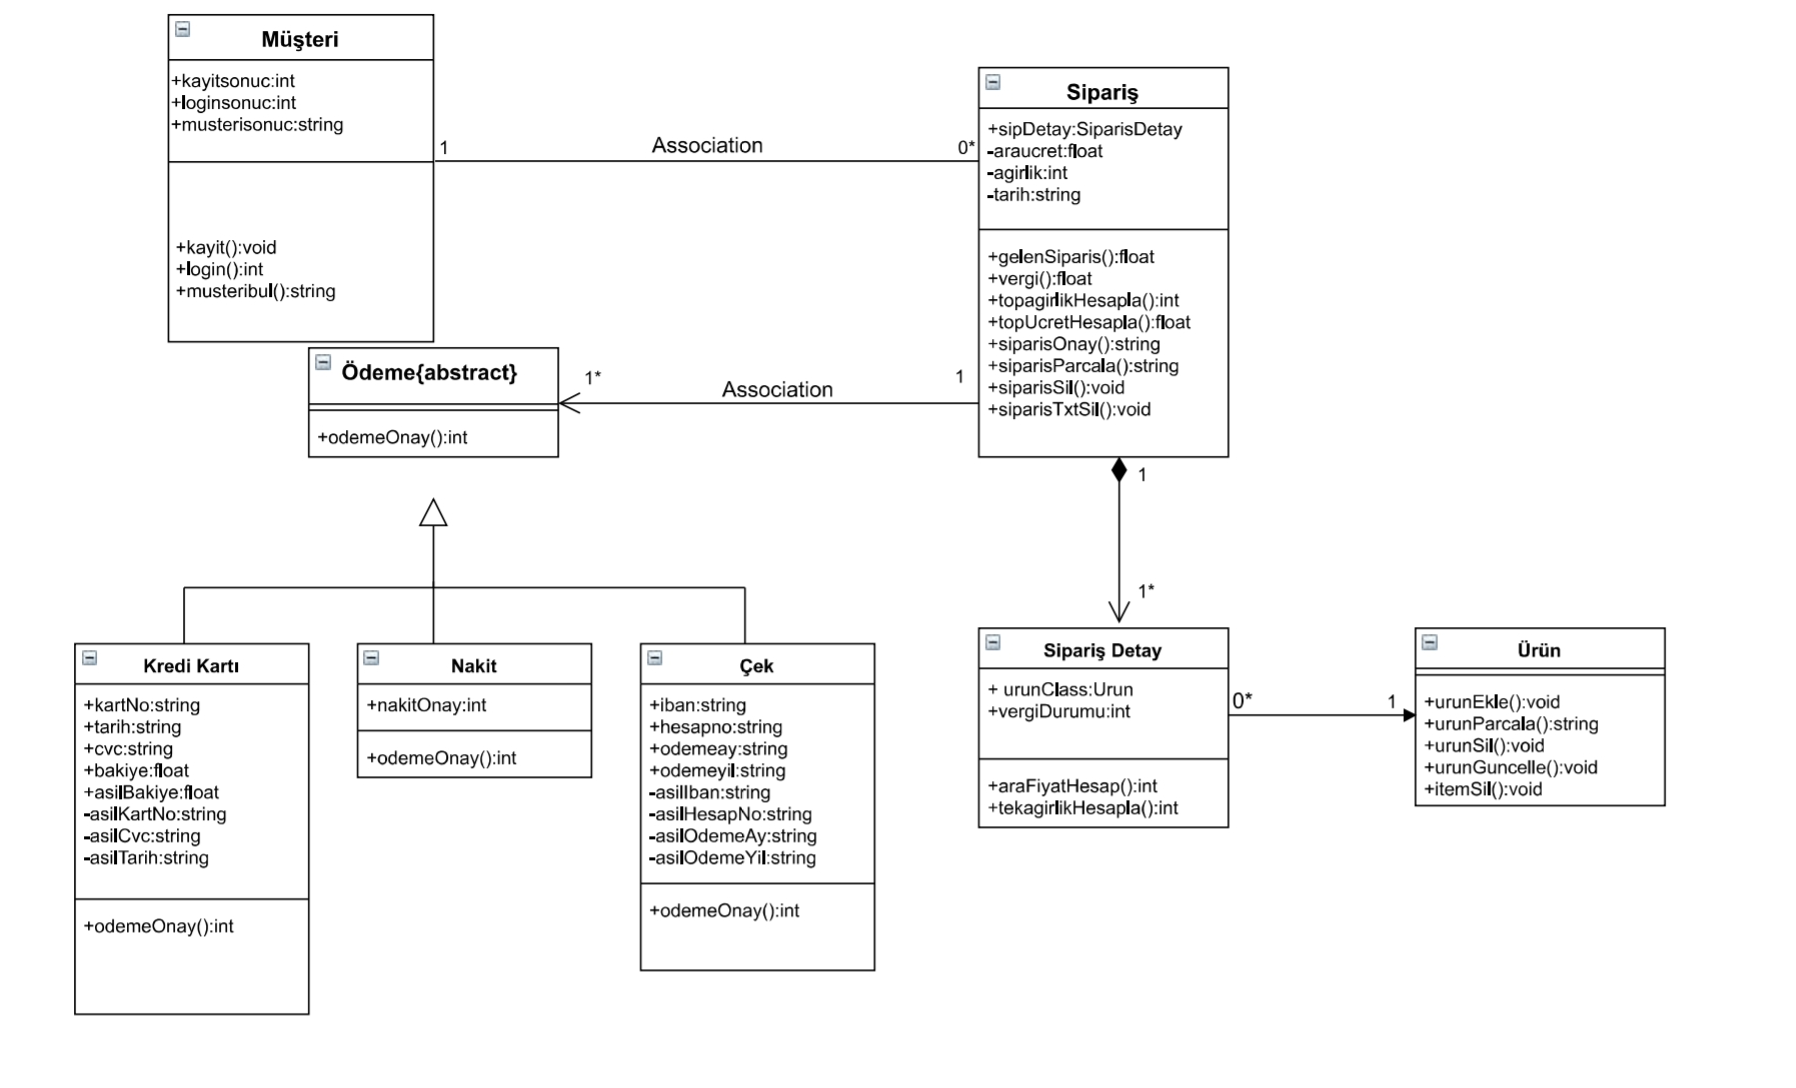 Müşteri
+kayitsonuc:int
+loginsonuc:int
+musterisonuc:string
+kayit():void
+login():int
+musteribul():string
1
Association
0*
Sipariş
+sipDetay:SiparisDetay
-araucret:float
-agirlik:int
-tarih:string
+gelenSiparis():float
+vergi():float
+topagirlikHesapla():int
+topUcretHesapla():float
+siparisOnay():string
+siparisParcala():string
+siparisSil():void
+siparisTxtSil():void
Ödeme{abstract}
+odemeOnay():int
1*
Association
1
1
1*
Kredi Kartı
+kartNo:string
+tarih:string
+cvc:string
+bakiye:float
+asilBakiye:float
-asilKartNo:string
-asilCvc:string
-asilTarih:string
+odemeOnay():int
Nakit
+nakitOnay:int
+odemeOnay():int
Çek
+iban:string
+hesapno:string
+odemeay:string
+odemeyil:string
-asilIban:string
-asilHesapNo:string
-asilOdemeAy:string
-asilOdemeYil:string
+odemeOnay():int
Sipariş Detay
+ urunClass:Urun
+vergiDurumu:int
+araFiyatHesap():int
+tekagirlikHesapla():int
0*
1
Ürün
+urunEkle():void
+urunParcala():string
+urunSil():void
+urunGuncelle():void
+itemSil():void